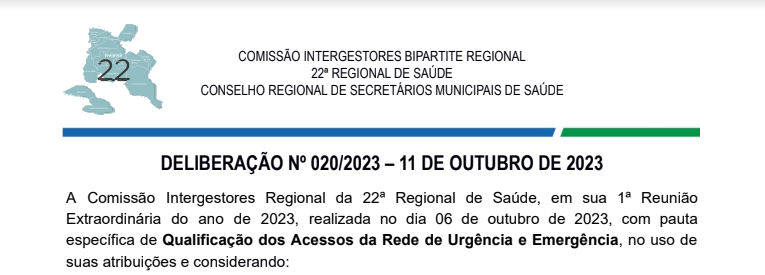 22
COMISSÃO INTERGESTORES BIPARTITE REGIONAL
22ª REGIONAL DE SAÚDE
CONSELHO REGIONAL DE SECRETÁRIOS MUNICIPAIS DE SAÚDE
DELIBERAÇÃO Nº 020/2023 – 11 DE OUTUBRO DE 2023
A Comissão Intergestores Regional da 22ª Regional de Saúde, em sua 1ª Reunião
Extraordinária do ano de 2023, realizada no dia 06 de outubro de 2023, com pauta
específica de Qualificação dos Acessos da Rede de Urgência e Emergência, no uso de
suas atribuições e considerando: